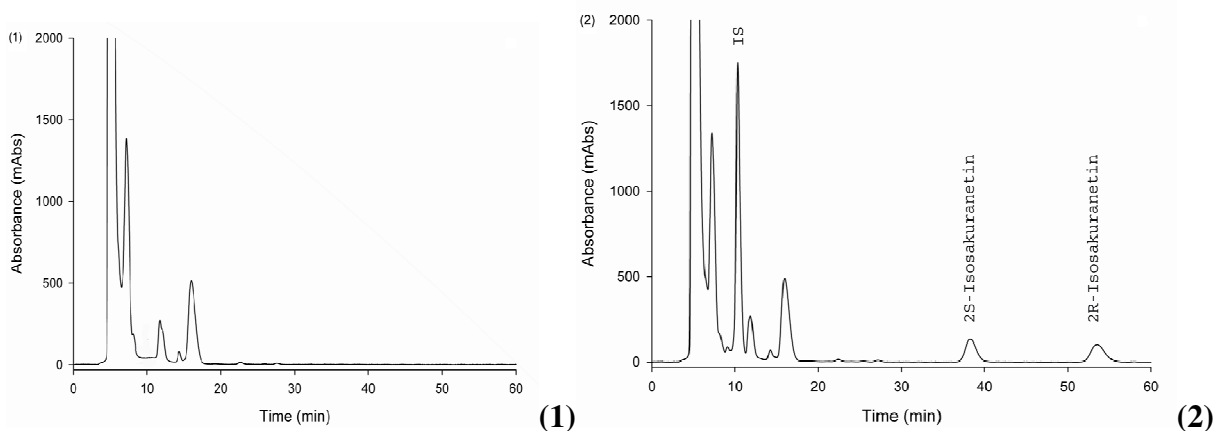 (1)
2000
1500
1000
500
0
Absorbance (mAbs)
0 10 20 30 40 50 60
Time (min)
(1)
(2)
2000
1500
1000
500
0
Absorbance (mAbs)
IS
2S-Isosakuranetin
2R-Isosakuranetin
0 10 20 30 40 50 60
Time (min)
(2)